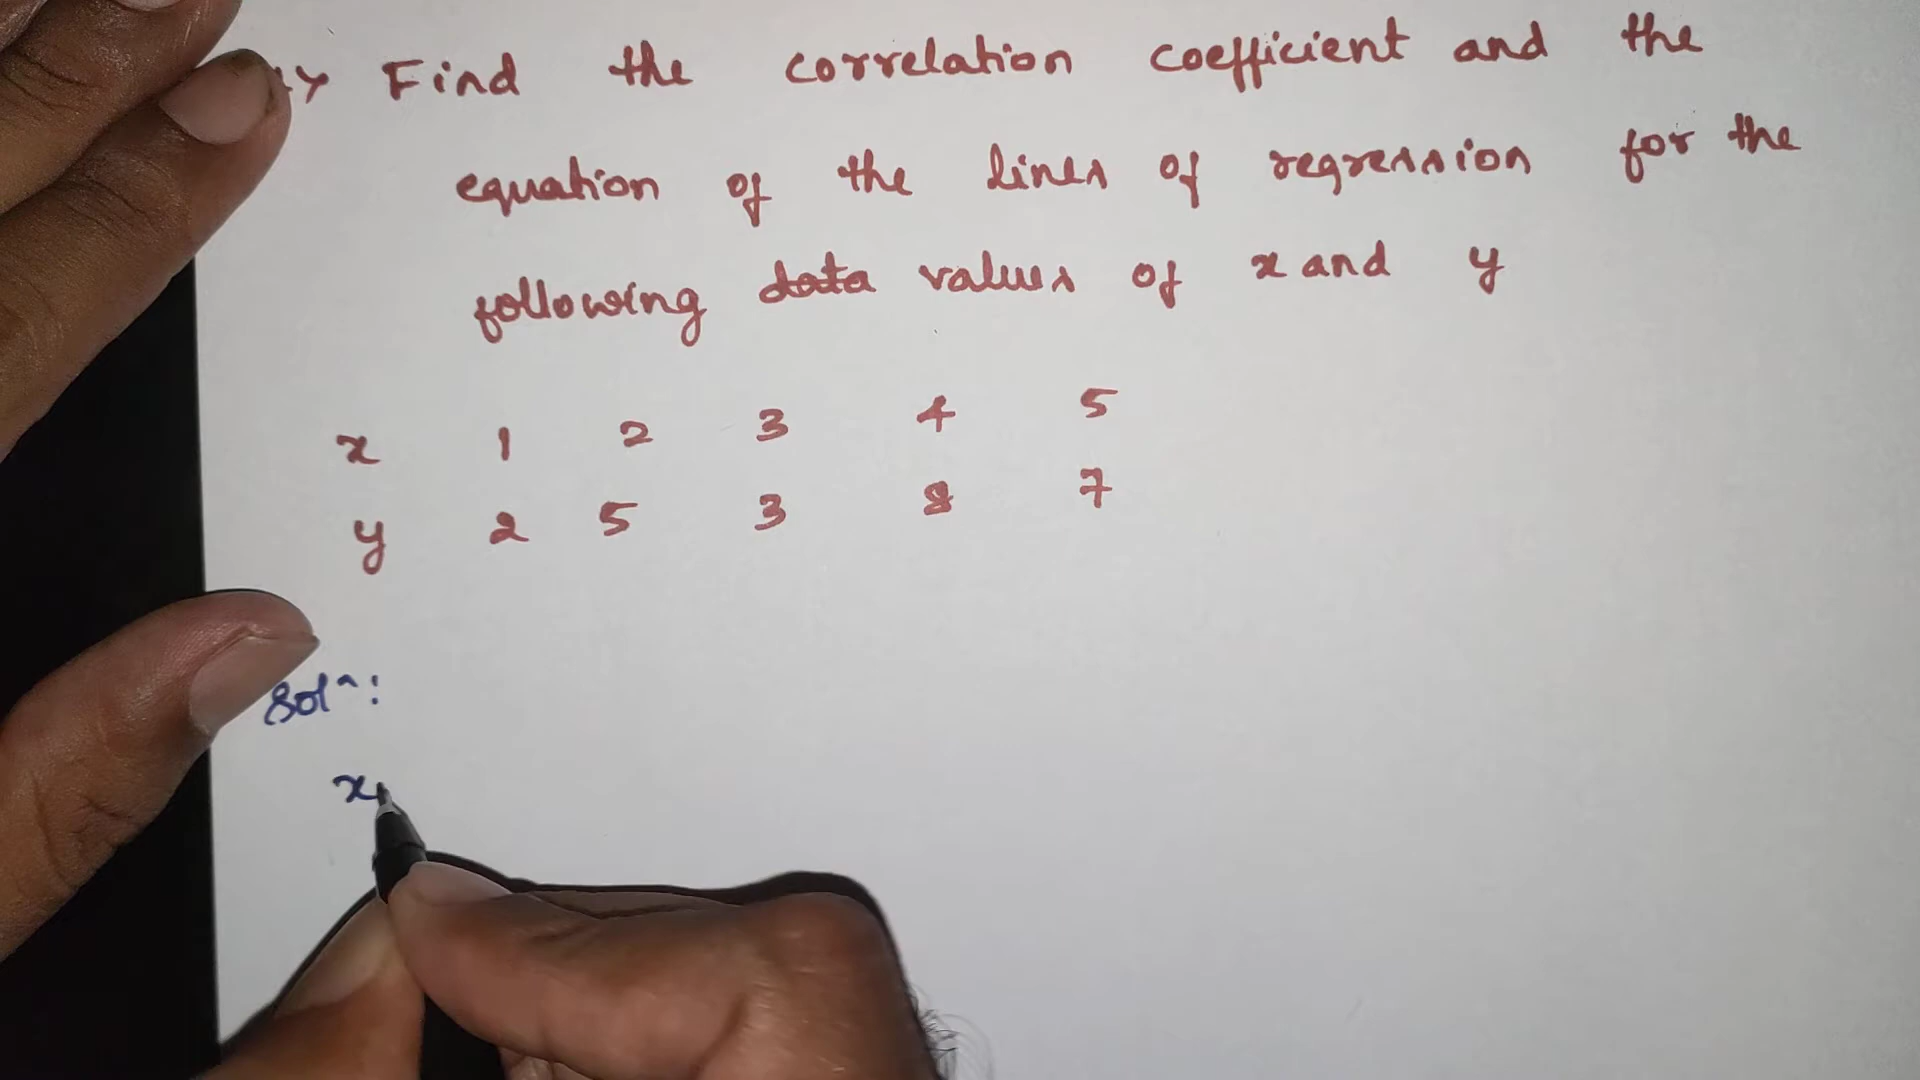 Find the correlation coefficient and the
equation of the lines of regression for the
following data values of x and y
x 1 2 3 4 5
y 2 5 3 8 7
Solⁿ:
x